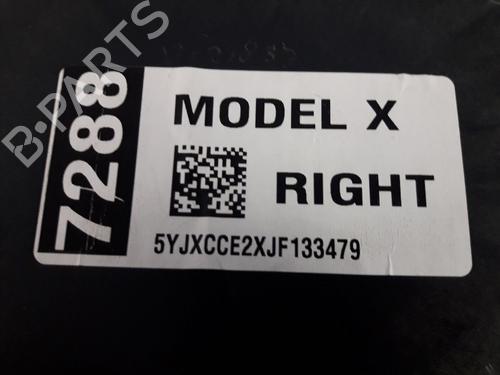 B-PARTS
7288
MODEL X
RIGHT
5YJXCCE2XJF133479